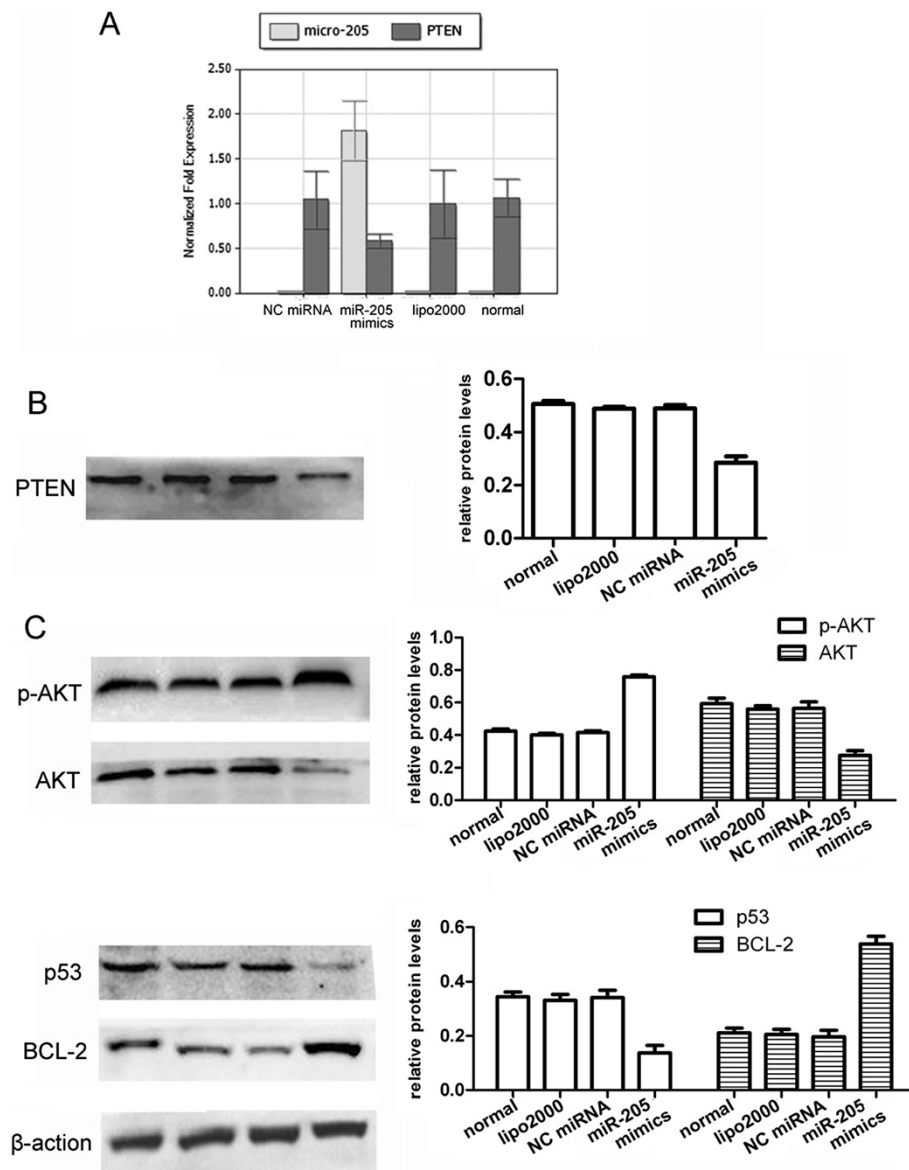 A
micro-205 PTEN
Normalized Fold Expression
2.50
2.00
1.50
1.00
0.50
0.00
NC miRNA miR-205 mimics lipo2000 normal
B
PTEN
relative protein levels
0.6
0.4
0.2
0.0
normal lipo2000 NC miRNA miR-205 mimics
C
p-AKT
AKT
p-AKT
AKT
relative protein levels
1.0
0.8
0.6
0.4
0.2
0.0
normal lipo2000 NC miRNA miR-205 mimics normal lipo2000 NC miRNA miR-205 mimics
p53
BCL-2
β-action
p53
BCL-2
relative protein levels
0.6
0.4
0.2
0.0
normal lipo2000 NC miRNA miR-205 mimics normal lipo2000 NC miRNA miR-205 mimics